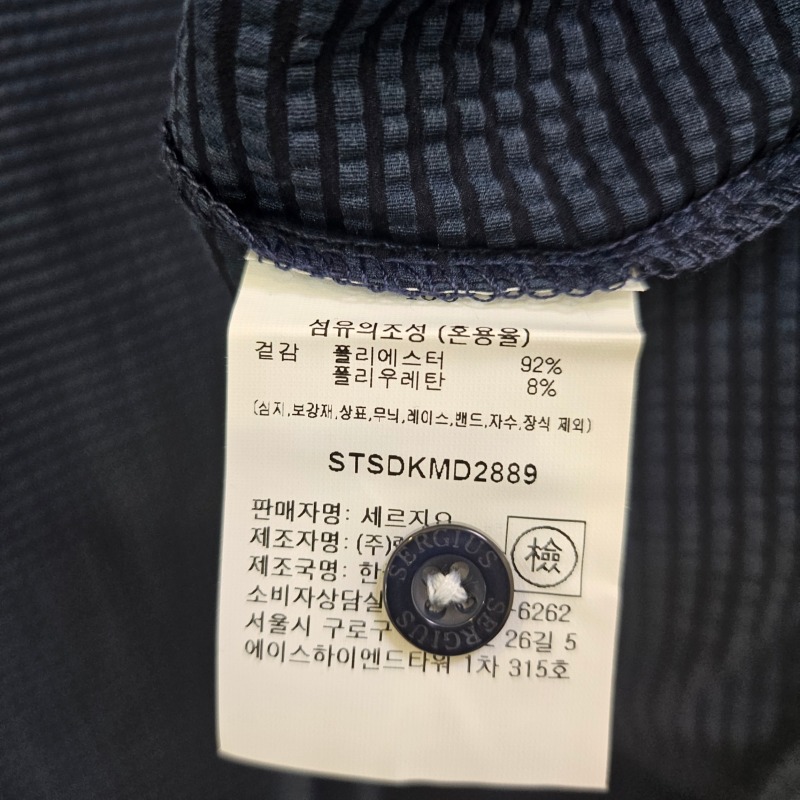 섬유의조성 (혼용율)
겉감 폴리에스터 92%
폴리우레탄 8%
(심지,보강재,상표,무늬,레이스,밴드,자수,장식 제외)
STSDKMD2889
판매자명: 세르지오
제조자명: (주)
檢
제조국명: 한
소비자상담실 -6262
서울시 구로구 26길 5
에이스하이엔드타워 1차 315호
SERGIUS SERGIUS